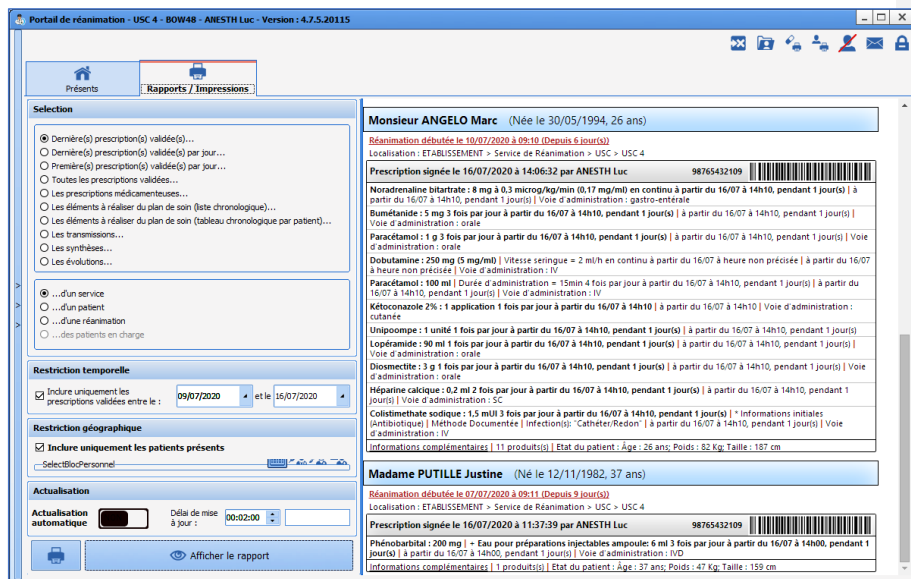 Portail de réanimation - USC 4 - BOW48 - ANESTH Luc - Version : 4.7.5.20115
Présents
Rapports / Impressions
Selection
Dernière(s) prescription(s) validée(s)...
Dernière(s) prescription(s) validée(s) par jour...
Première(s) prescription(s) validée(s) par jour...
Toutes les prescriptions validées...
Les prescriptions médicamenteuses...
Les éléments à réaliser du plan de soin (liste chronologique)...
Les éléments à réaliser du plan de soin (tableau chronologique par patient)...
Les transmissions...
Les synthèses...
Les évolutions...
...d'un service
...d'un patient
...d'une réanimation
...des patients en charge
Restriction temporelle
Inclure uniquement les
prescriptions validées entre le : 09/07/2020 et le 16/07/2020
Restriction géographique
Inclure uniquement les patients présents
SelectBlocPersonnel
Actualisation
Actualisation
automatique
Délai de mise
à jour : 00:02:00
Afficher le rapport
Monsieur ANGELO Marc (Née le 30/05/1994, 26 ans)
Réanimation débutée le 10/07/2020 à 09:10 (Depuis 6 jour(s))
Localisation : ETABLISSEMENT > Service de Réanimation > USC > USC 4
Prescription signée le 16/07/2020 à 14:06:32 par ANESTH Luc 98765432109
Noradrenaline bitartrate : 8 mg à 0,3 microg/kg/min (0,17 mg/ml) en continu à partir du 16/07 à 14h10, pendant 1 jour(s) | à
partir du 16/07 à 14h10, pendant 1 jour(s) | Voie d'administration : gastro-entérale
Bumétanide : 5 mg 3 fois par jour à partir du 16/07 à 14h10, pendant 1 jour(s) | à partir du 16/07 à 14h10, pendant 1 jour(s) |
Voie d'administration : orale
Paracétamol : 1 g 3 fois par jour à partir du 16/07 à 14h10, pendant 1 jour(s) | à partir du 16/07 à 14h10, pendant 1 jour(s) | Voie
d'administration : orale
Dobutamine : 250 mg (5 mg/ml) | Vitesse seringue = 2 ml/h en continu à partir du 16/07 à heure non précisée | à partir du 16/07
à heure non précisée | Voie d'administration : IV
Paracétamol : 100 ml | Durée d'administration = 15min 4 fois par jour à partir du 16/07 à 14h10, pendant 1 jour(s) | à partir du
16/07 à 14h10, pendant 1 jour(s) | Voie d'administration : IV
Kétoconazole 2% : 1 application 1 fois par jour à partir du 16/07 à 14h10 | à partir du 16/07 à 14h10 | Voie d'administration :
cutanée
Unipoompe : 1 unité 1 fois par jour à partir du 16/07 à 14h10, pendant 1 jour(s) | à partir du 16/07 à 14h10, pendant 1 jour(s)
Lopéramide : 90 ml 1 fois par jour à partir du 16/07 à 14h10, pendant 1 jour(s) | à partir du 16/07 à 14h10, pendant 1 jour(s) |
Voie d'administration : orale
Diosmectite : 3 g 1 fois par jour à partir du 16/07 à 14h10, pendant 1 jour(s) | à partir du 16/07 à 14h10, pendant 1 jour(s) | Voie
d'administration : orale
Héparine calcique : 0,2 ml 2 fois par jour à partir du 16/07 à 14h10, pendant 1 jour(s) | à partir du 16/07 à 14h10, pendant 1
jour(s) | Voie d'administration : SC
Colistimethate sodique : 1,5 mUI 3 fois par jour à partir du 16/07 à 14h10, pendant 1 jour(s) | * Informations initiales
(Antibiotique) | Méthode Documentée | Infection(s): "Cathéter/Redon" | à partir du 16/07 à 14h10, pendant 1 jour(s) | Voie
d'administration : IV
Informations complémentaires | 11 produits(s) | Etat du patient : Âge : 26 ans; Poids : 82 Kg; Taille : 187 cm
Madame PUTILLE Justine (Né le 12/11/1982, 37 ans)
Réanimation débutée le 07/07/2020 à 09:11 (Depuis 9 jour(s))
Localisation : ETABLISSEMENT > Service de Réanimation > USC > USC 4
Prescription signée le 16/07/2020 à 11:37:39 par ANESTH Luc 98765432109
Phénobarbital : 200 mg | + Eau pour préparations injectables ampoule: 6 ml 3 fois par jour à partir du 16/07 à 14h00, pendant 1
jour(s) | à partir du 16/07 à 14h00, pendant 1 jour(s) | Voie d'administration : IVD
Informations complémentaires | 1 produits(s) | Etat du patient : Âge : 37 ans; Poids : 47 Kg; Taille : 159 cm